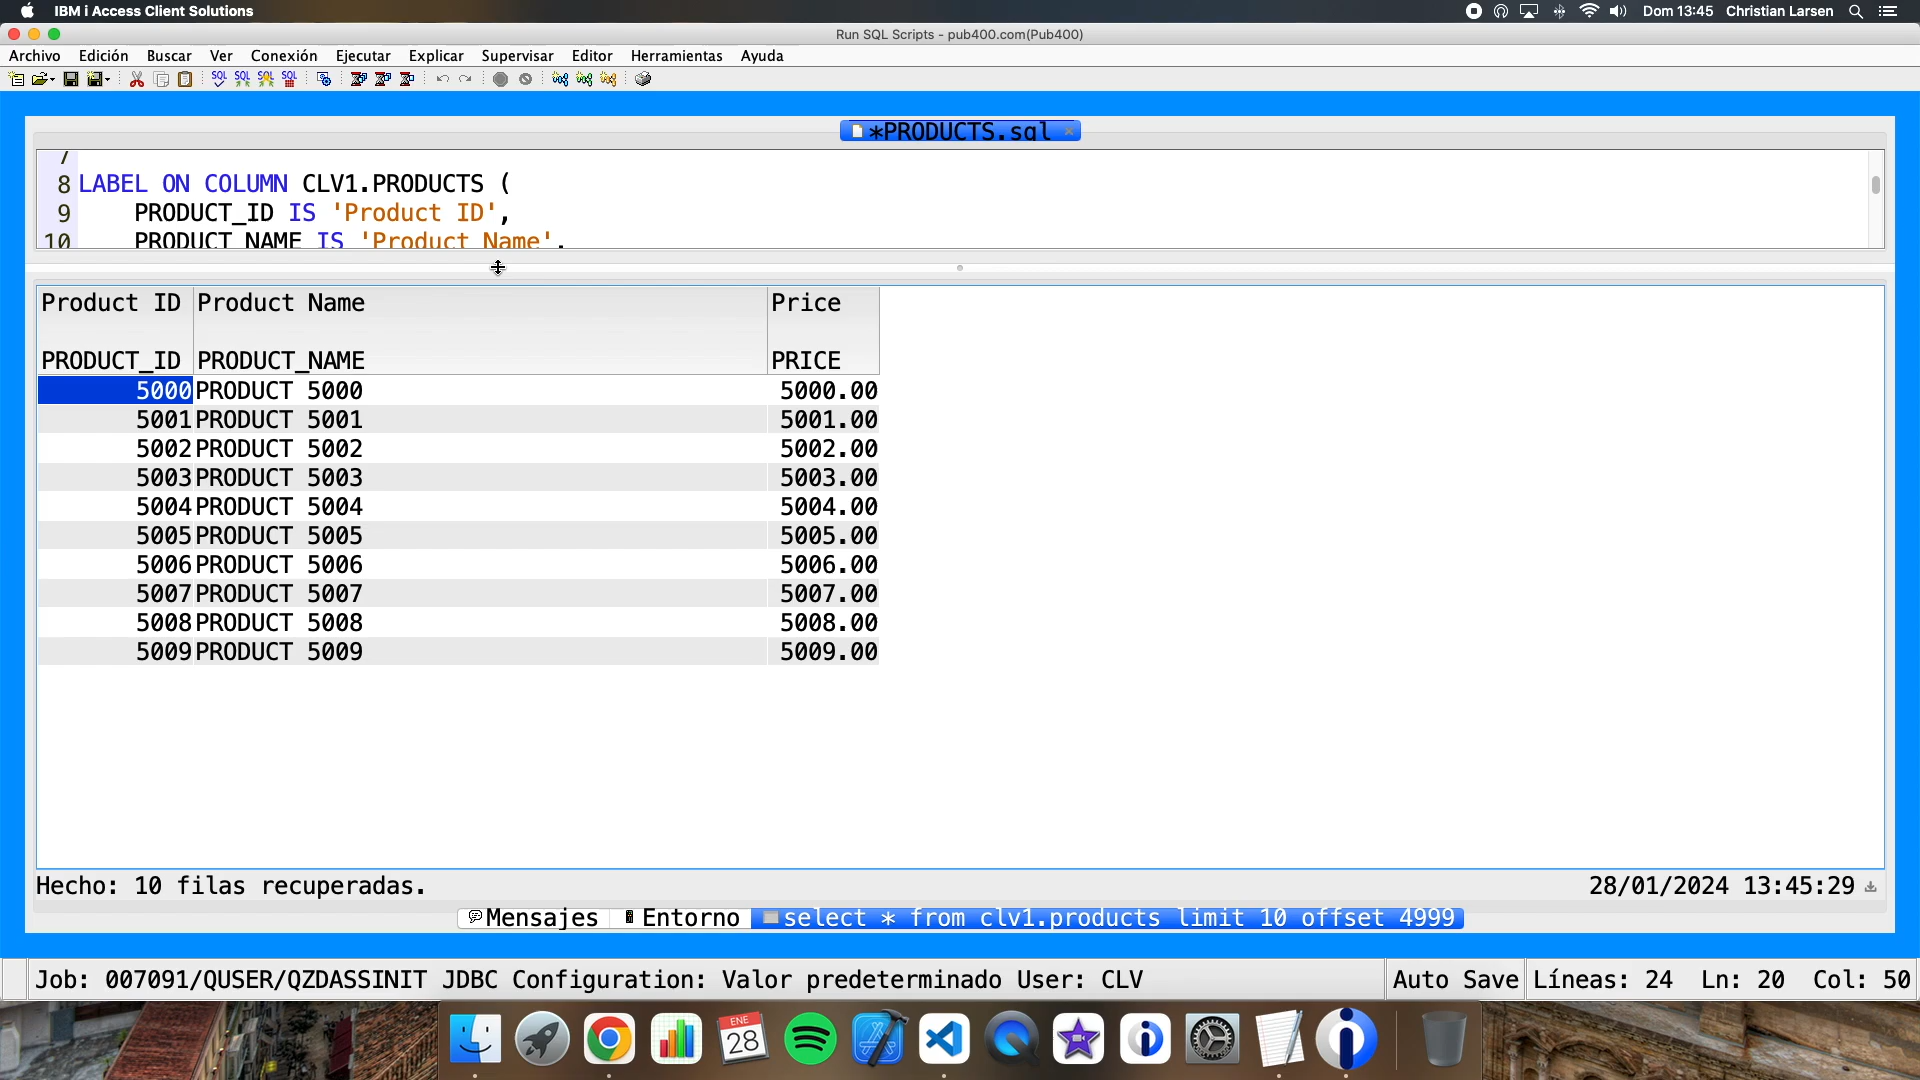 IBM i Access Client Solutions
Dom 13:45 Christian Larsen
Run SQL Scripts - pub400.com(Pub400)
Archivo Edición Buscar Ver Conexión Ejecutar Explicar Supervisar Editor Herramientas Ayuda
SQL SQL SQL SQL
*PRODUCTS.sql
7
8 LABEL ON COLUMN CLV1.PRODUCTS (
9 PRODUCT_ID IS 'Product ID',
10 PRODUCT_NAME IS 'Product Name',
Product ID Product Name Price
PRODUCT_ID PRODUCT_NAME PRICE
5000 PRODUCT 5000 5000.00
5001 PRODUCT 5001 5001.00
5002 PRODUCT 5002 5002.00
5003 PRODUCT 5003 5003.00
5004 PRODUCT 5004 5004.00
5005 PRODUCT 5005 5005.00
5006 PRODUCT 5006 5006.00
5007 PRODUCT 5007 5007.00
5008 PRODUCT 5008 5008.00
5009 PRODUCT 5009 5009.00
Hecho: 10 filas recuperadas. 28/01/2024 13:45:29
Mensajes Entorno select * from clv1.products limit 10 offset 4999
Job: 007091/QUSER/QZDASSINIT JDBC Configuration: Valor predeterminado User: CLV Auto Save Líneas: 24 Ln: 20 Col: 50
ENE
28